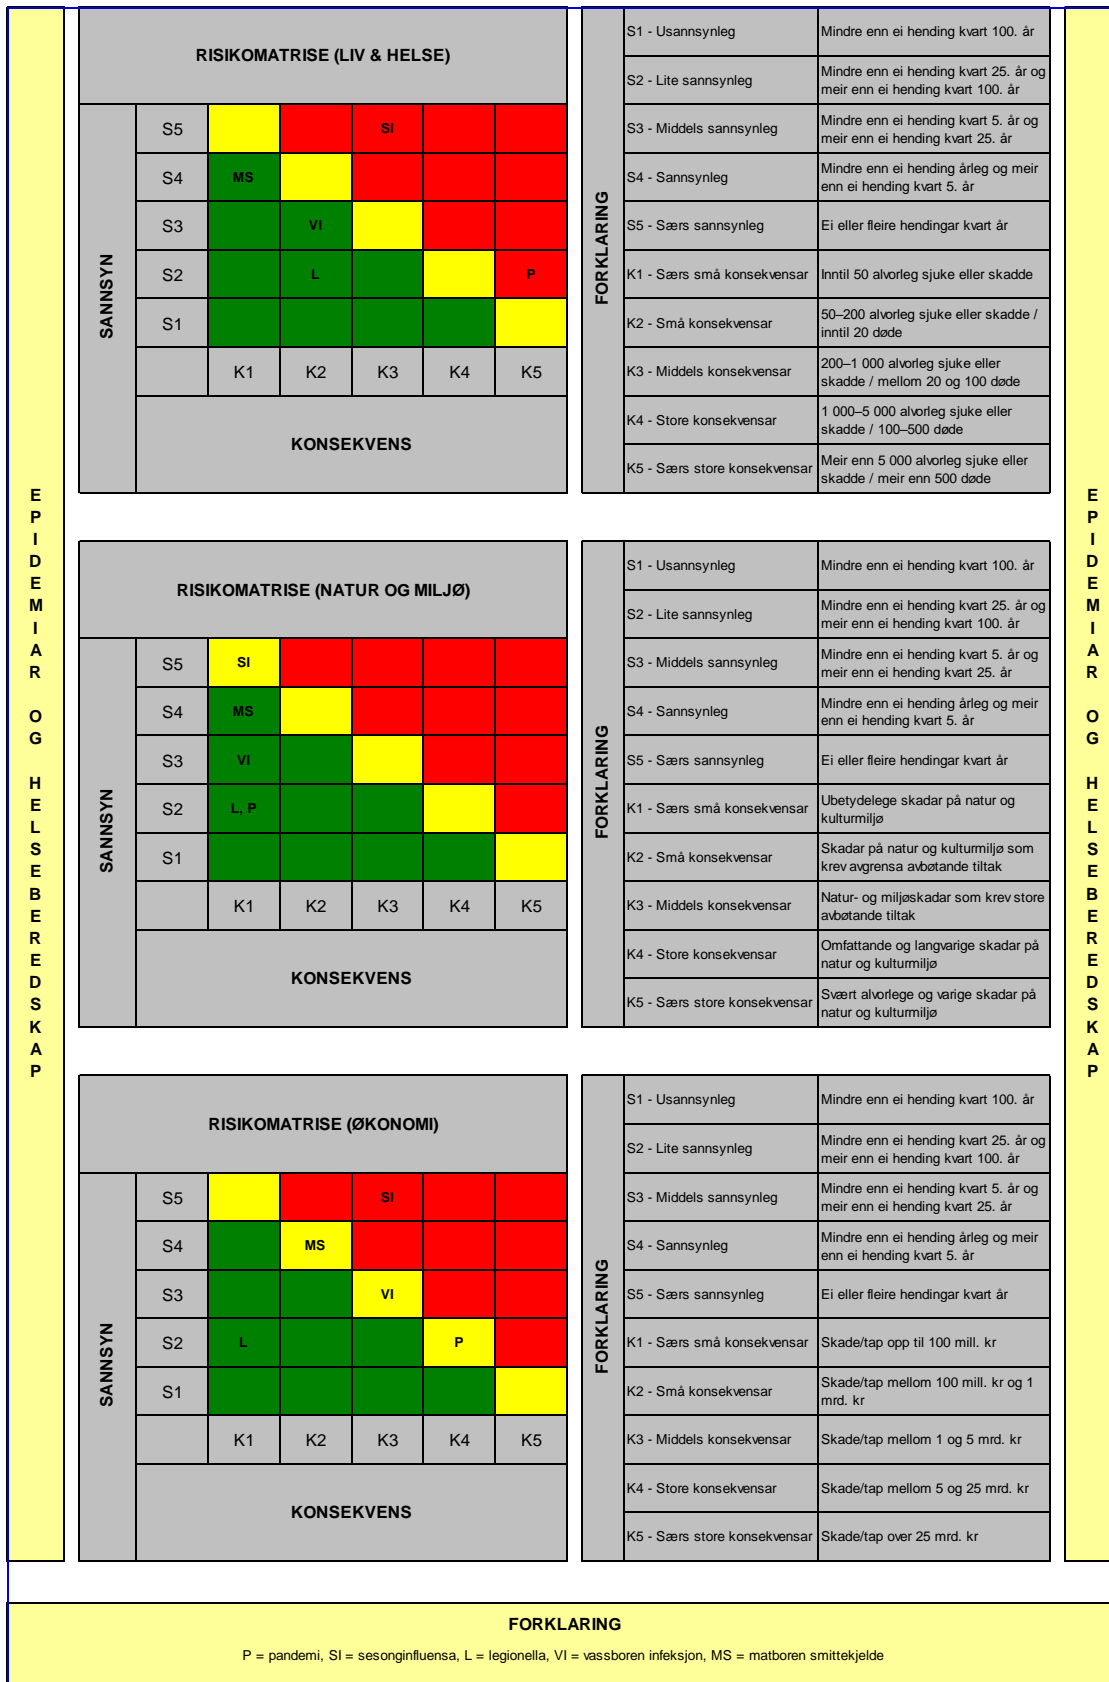 EPIDEMIAR OG HELSEBEREDSKAP
RISIKOMATRISE (LIV & HELSE)
SANNSYN
S5 SI
S4 MS
S3 VI
S2 L P
S1
K1 K2 K3 K4 K5
KONSEKVENS
FORKLARING
S1 - Usannsynleg Mindre enn ei hending kvart 100. år
S2 - Lite sannsynleg Mindre enn ei hending kvart 25. år og
meir enn ei hending kvart 100. år
S3 - Middels sannsynleg Mindre enn ei hending kvart 5. år og
meir enn ei hending kvart 25. år
S4 - Sannsynleg Mindre enn ei hending årleg og meir
enn ei hending kvart 5. år
S5 - Særs sannsynleg Ei eller fleire hendingar kvart år
K1 - Særs små konsekvensar Inntil 50 alvorleg sjuke eller skadde
K2 - Små konsekvensar 50–200 alvorleg sjuke eller skadde /
inntil 20 døde
K3 - Middels konsekvensar 200–1 000 alvorleg sjuke eller
skadde / mellom 20 og 100 døde
K4 - Store konsekvensar 1 000–5 000 alvorleg sjuke eller
skadde / 100–500 døde
K5 - Særs store konsekvensar Meir enn 5 000 alvorleg sjuke eller
skadde / meir enn 500 døde
RISIKOMATRISE (NATUR OG MILJØ)
SANNSYN
S5 SI
S4 MS
S3 VI
S2 L, P
S1
K1 K2 K3 K4 K5
KONSEKVENS
FORKLARING
S1 - Usannsynleg Mindre enn ei hending kvart 100. år
S2 - Lite sannsynleg Mindre enn ei hending kvart 25. år og
meir enn ei hending kvart 100. år
S3 - Middels sannsynleg Mindre enn ei hending kvart 5. år og
meir enn ei hending kvart 25. år
S4 - Sannsynleg Mindre enn ei hending årleg og meir
enn ei hending kvart 5. år
S5 - Særs sannsynleg Ei eller fleire hendingar kvart år
K1 - Særs små konsekvensar Ubetydelege skadar på natur og
kulturmiljø
K2 - Små konsekvensar Skadar på natur og kulturmiljø som
krev avgrensa avbøtande tiltak
K3 - Middels konsekvensar Natur- og miljøskadar som krev store
avbøtande tiltak
K4 - Store konsekvensar Omfattande og langvarige skadar på
natur og kulturmiljø
K5 - Særs store konsekvensar Svært alvorlege og varige skadar på
natur og kulturmiljø
RISIKOMATRISE (ØKONOMI)
SANNSYN
S5 SI
S4 MS
S3 VI
S2 L P
S1
K1 K2 K3 K4 K5
KONSEKVENS
FORKLARING
S1 - Usannsynleg Mindre enn ei hending kvart 100. år
S2 - Lite sannsynleg Mindre enn ei hending kvart 25. år og
meir enn ei hending kvart 100. år
S3 - Middels sannsynleg Mindre enn ei hending kvart 5. år og
meir enn ei hending kvart 25. år
S4 - Sannsynleg Mindre enn ei hending årleg og meir
enn ei hending kvart 5. år
S5 - Særs sannsynleg Ei eller fleire hendingar kvart år
K1 - Særs små konsekvensar Skade/tap opp til 100 mill. kr
K2 - Små konsekvensar Skade/tap mellom 100 mill. kr og 1
mrd. kr
K3 - Middels konsekvensar Skade/tap mellom 1 og 5 mrd. kr
K4 - Store konsekvensar Skade/tap mellom 5 og 25 mrd. kr
K5 - Særs store konsekvensar Skade/tap over 25 mrd. kr
EPIDEMIAR OG HELSEBEREDSKAP
FORKLARING
P = pandemi, SI = sesonginfluensa, L = legionella, VI = vassboren infeksjon, MS = matboren smittekjelde